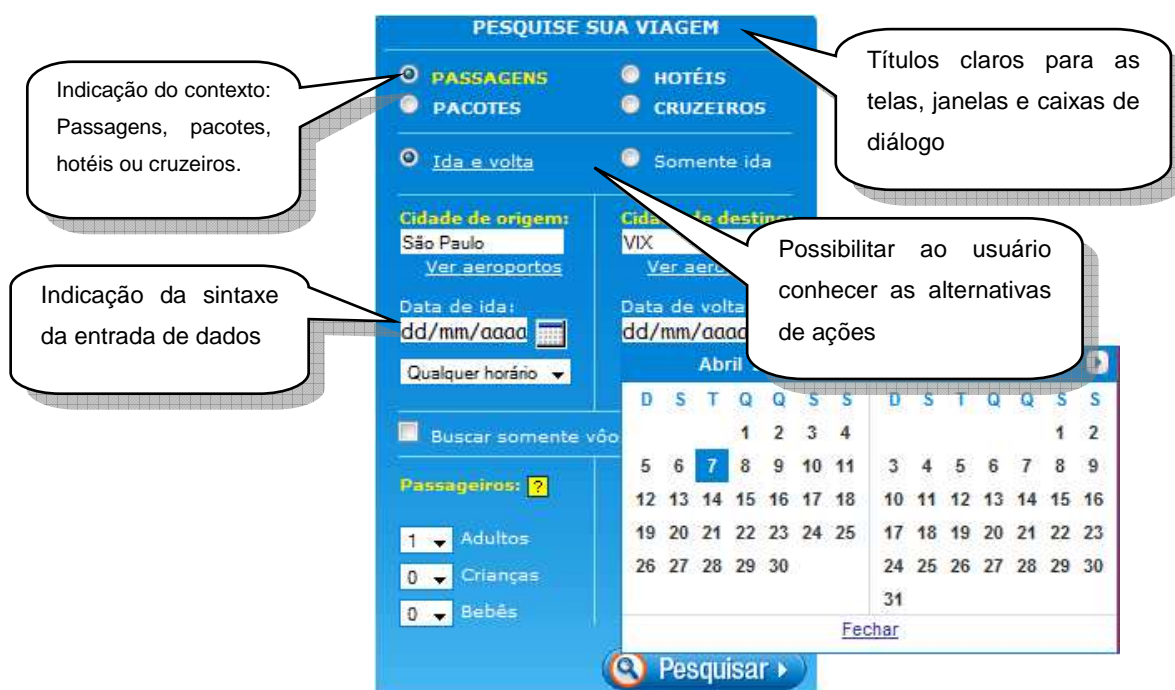 PESQUISE SUA VIAGEM
Indicação do contexto:
Passagens, pacotes,
hotéis ou cruzeiros.
Títulos claros para as
telas, janelas e caixas de
diálogo
PASSAGENS HOTÉIS
PACOTES CRUZEIROS
Ida e volta Somente ida
Cidade de origem:
São Paulo VIX
Ver aeroportos Ver
Possibilitar ao usuário
conhecer as alternativas
de ações
Indicação da sintaxe
da entrada de dados
Data de ida: Data de volta
dd/mm/aaaa dd/mm/
Qualquer horário
Abril
D S T Q Q S S D S T Q Q S S
1 2 3 4 1 2
5 6 7 8 9 10 11 3 4 5 6 7 8 9
12 13 14 15 16 17 18 10 11 12 13 14 15 16
19 20 21 22 23 24 25 17 18 19 20 21 22 23
26 27 28 29 30 24 25 26 27 28 29 30
31
Fechar
Buscar somente vôo
Passageiros: ?
1 Adultos
0 Crianças
0 Bebês
Pesquisar